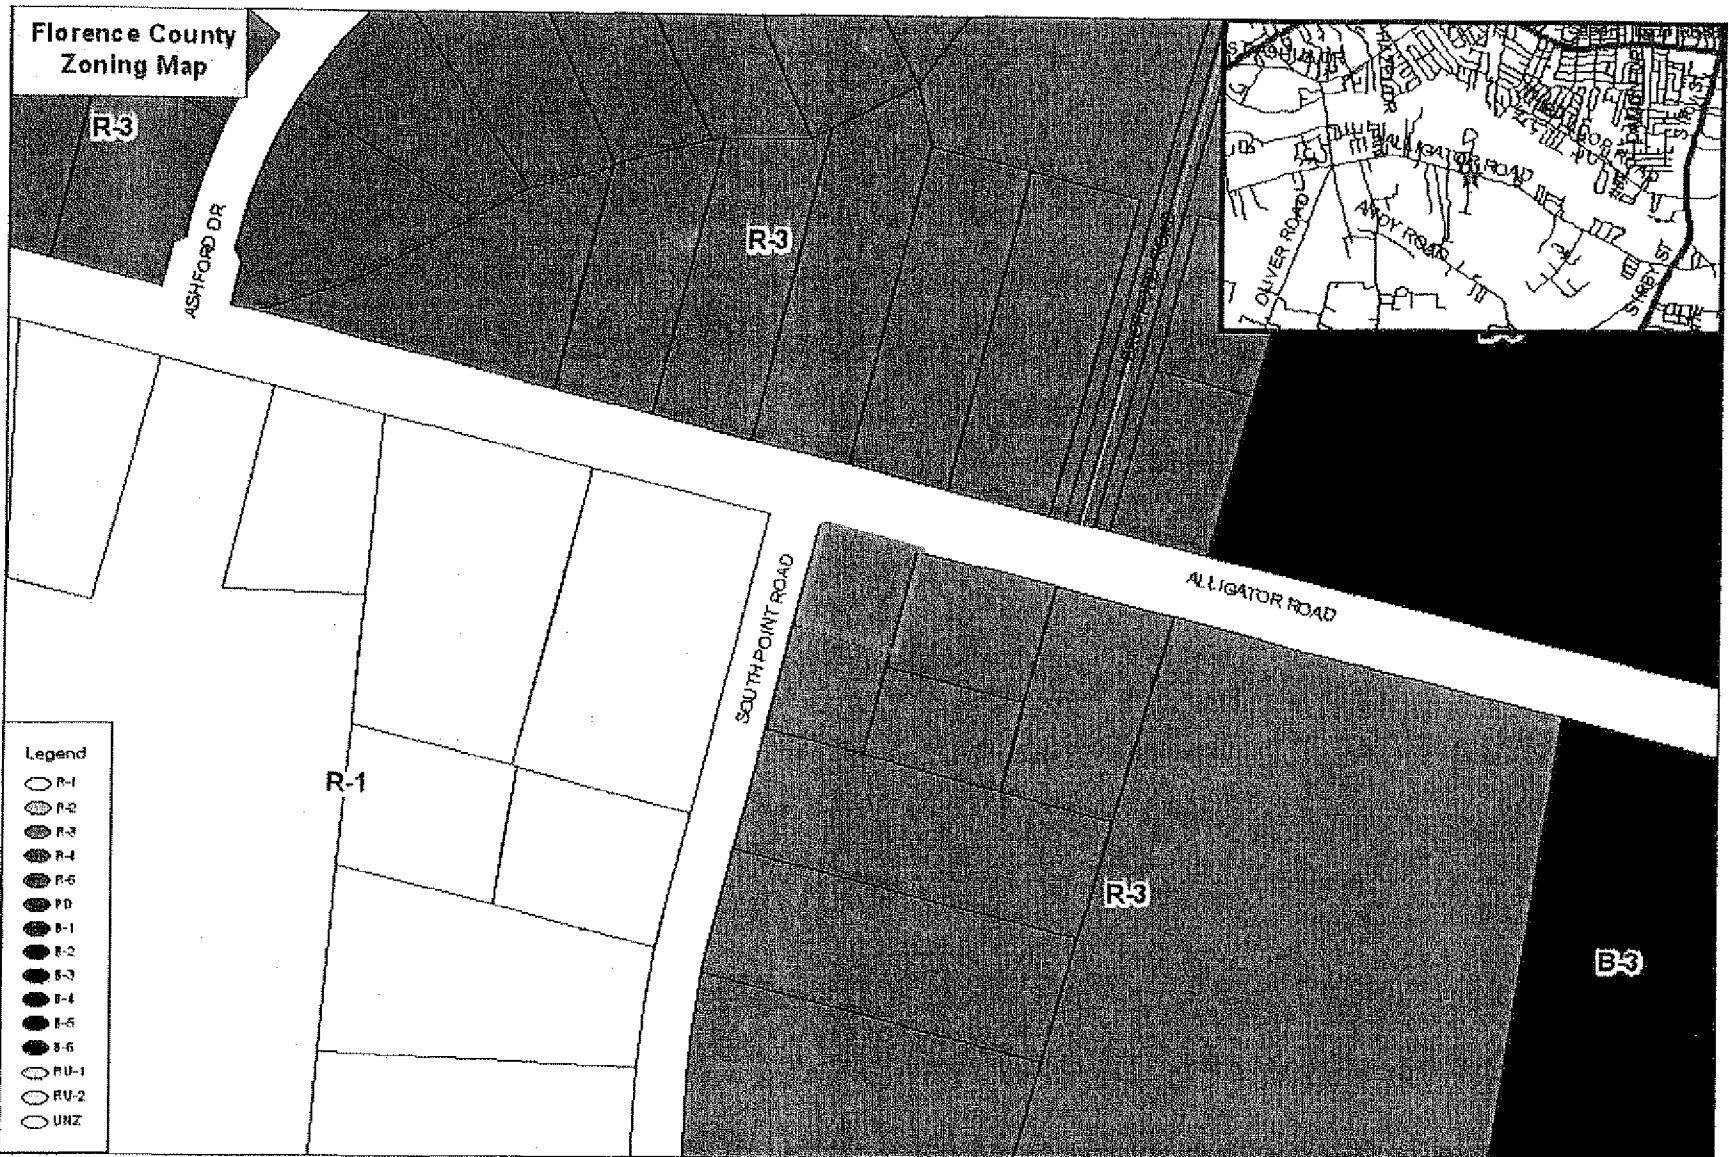 Florence County
Zoning Map
R-3
ASHFORD DR
R-3
ALLIGATOR ROAD
ANDY ROAD
OLIVER ROAD
ALLIGATOR ROAD
SOUTH POINT ROAD
R-1
R-3
B-3
Legend
R-1
R-2
R-3
R-4
R-5
PD
B-1
B-2
B-3
B-4
B-5
B-6
RU-1
RU-2
UNZ